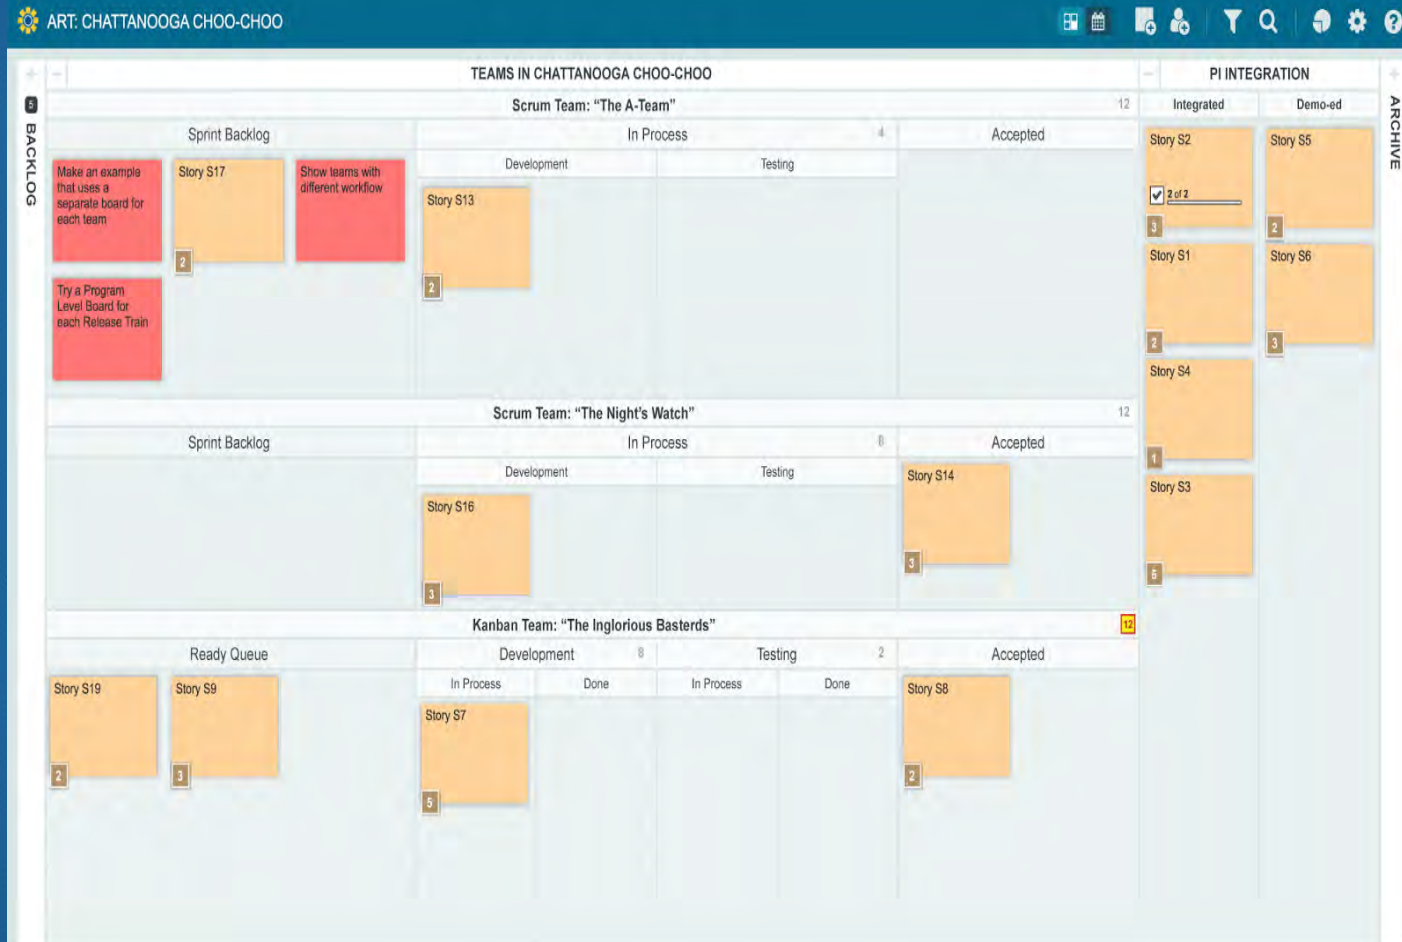 ART: CHATTANOOGA CHOO-CHOO
TEAMS IN CHATTANOOGA CHOO-CHOO
PI INTEGRATION
5
BACKLOG
ARCHIVE
Scrum Team: “The A-Team”
12
Integrated
Demo-ed
Sprint Backlog
In Process
4
Accepted
Development
Testing
Make an example
that uses a
separate board for
each team
Story S17
2
Show teams with
different workflow
Try a Program
Level Board for
each Release Train
Story S13
2
Story S2
2 of 2
3
Story S5
2
Story S1
2
Story S6
3
Story S4
1
Story S3
5
Scrum Team: “The Night’s Watch”
12
Sprint Backlog
In Process
8
Accepted
Development
Testing
Story S16
3
Story S14
3
Kanban Team: “The Inglorious Basterds”
12
Ready Queue
Development
8
Testing
2
Accepted
In Process
Done
In Process
Done
Story S19
2
Story S9
3
Story S7
5
Story S8
2